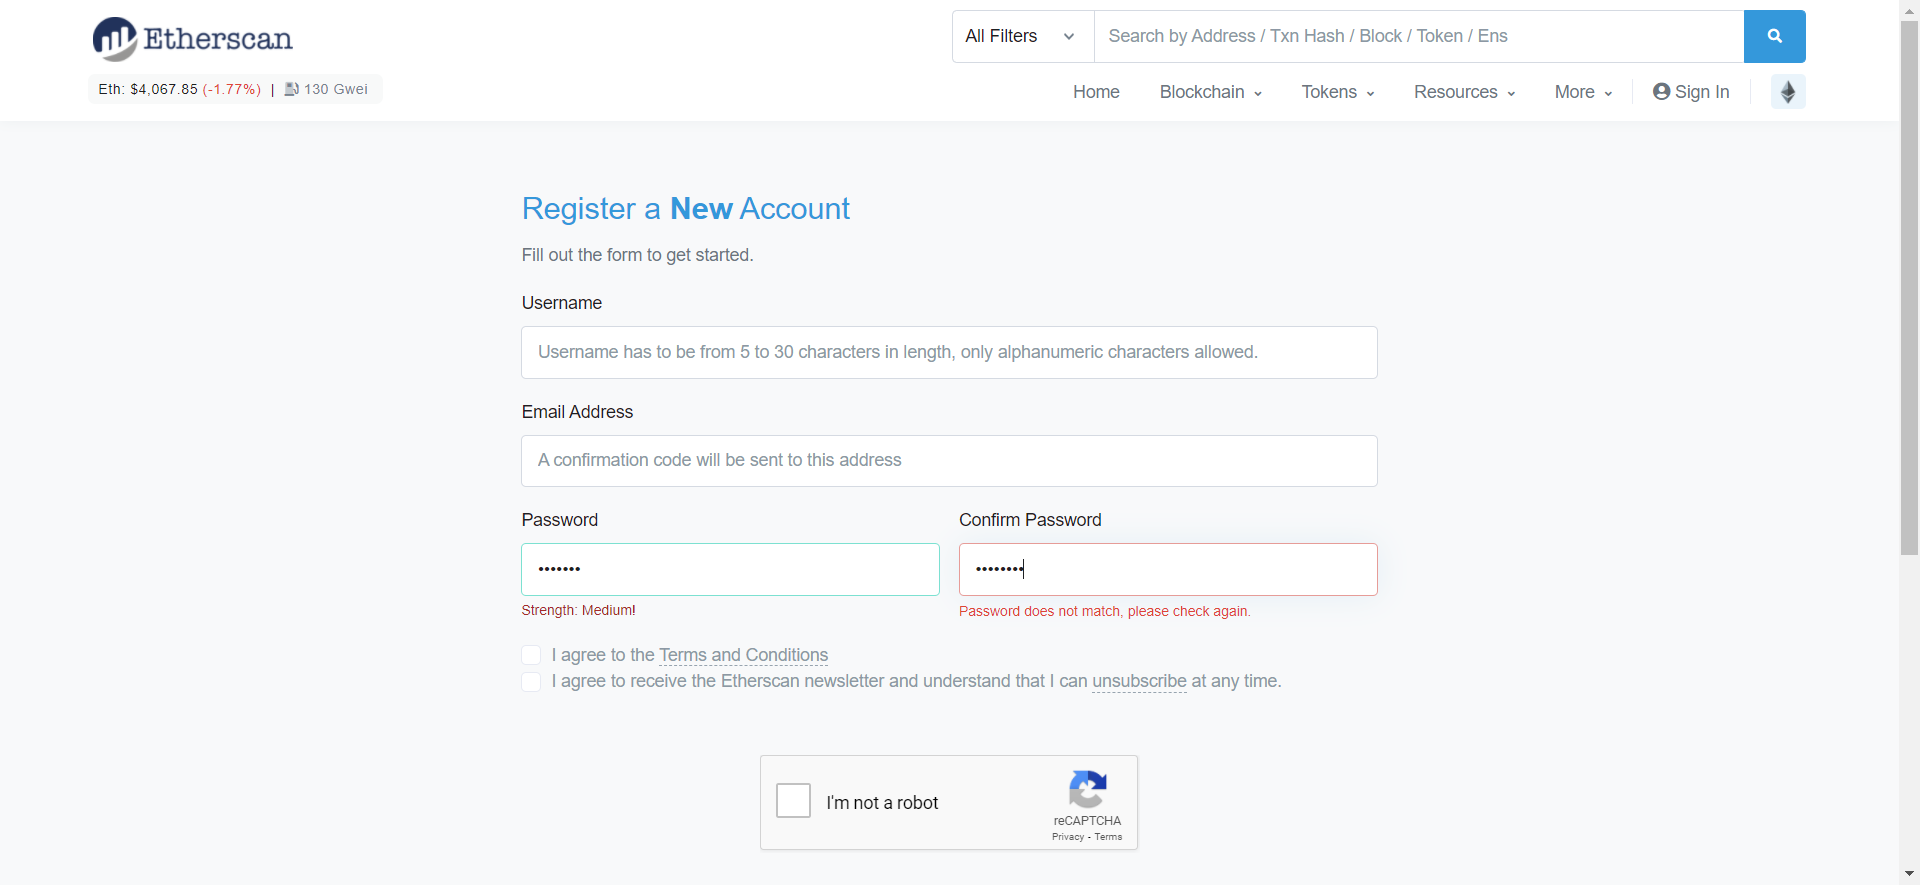 Etherscan
All Filters
Search by Address / Txn Hash / Block / Token / Ens
Eth: $4,067.85 (-1.77%) | 130 Gwei
Home Blockchain Tokens Resources More Sign In
Register a New Account
Fill out the form to get started.
Username
Username has to be from 5 to 30 characters in length, only alphanumeric characters allowed.
Email Address
A confirmation code will be sent to this address
Password Confirm Password
••••••• ••••••••
Strength: Medium! Password does not match, please check again.
I agree to the Terms and Conditions
I agree to receive the Etherscan newsletter and understand that I can unsubscribe at any time.
I'm not a robot
reCAPTCHA
Privacy - Terms